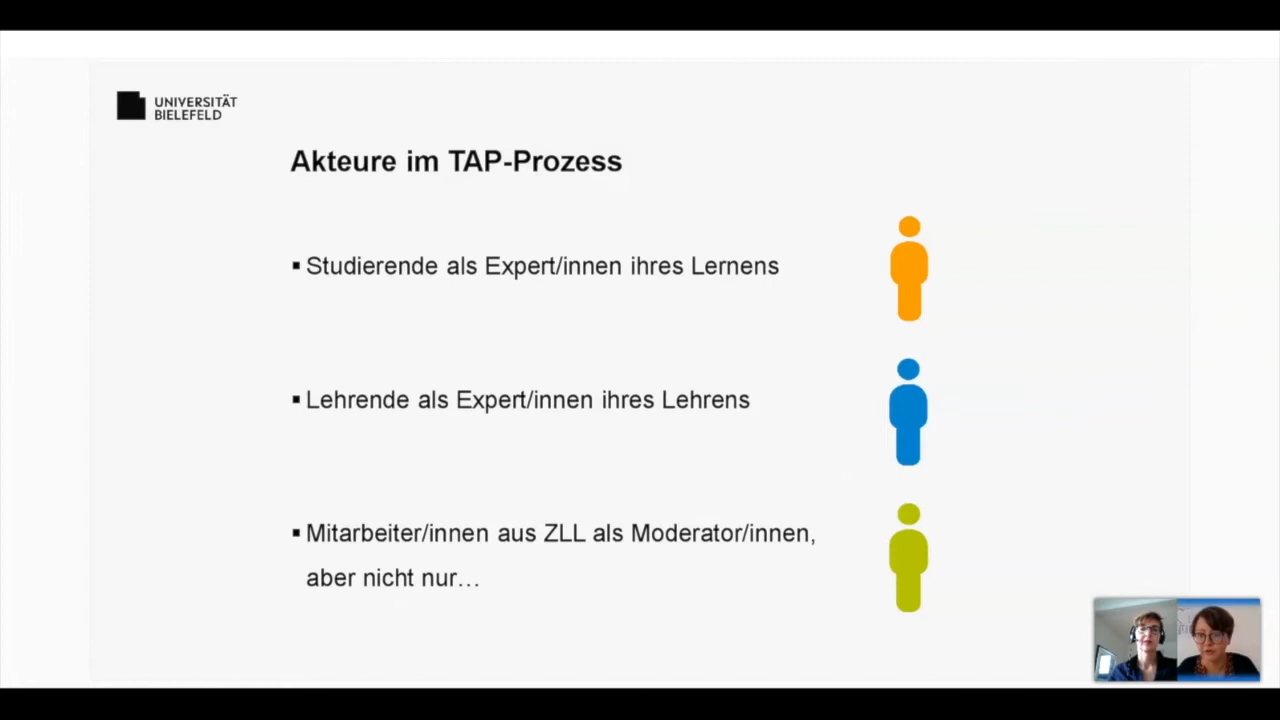 UNIVERSITÄT
BIELEFELD
Akteure im TAP-Prozess
▪ Studierende als Expert/innen ihres Lernens
▪ Lehrende als Expert/innen ihres Lehrens
▪ Mitarbeiter/innen aus ZLL als Moderator/innen,
aber nicht nur…